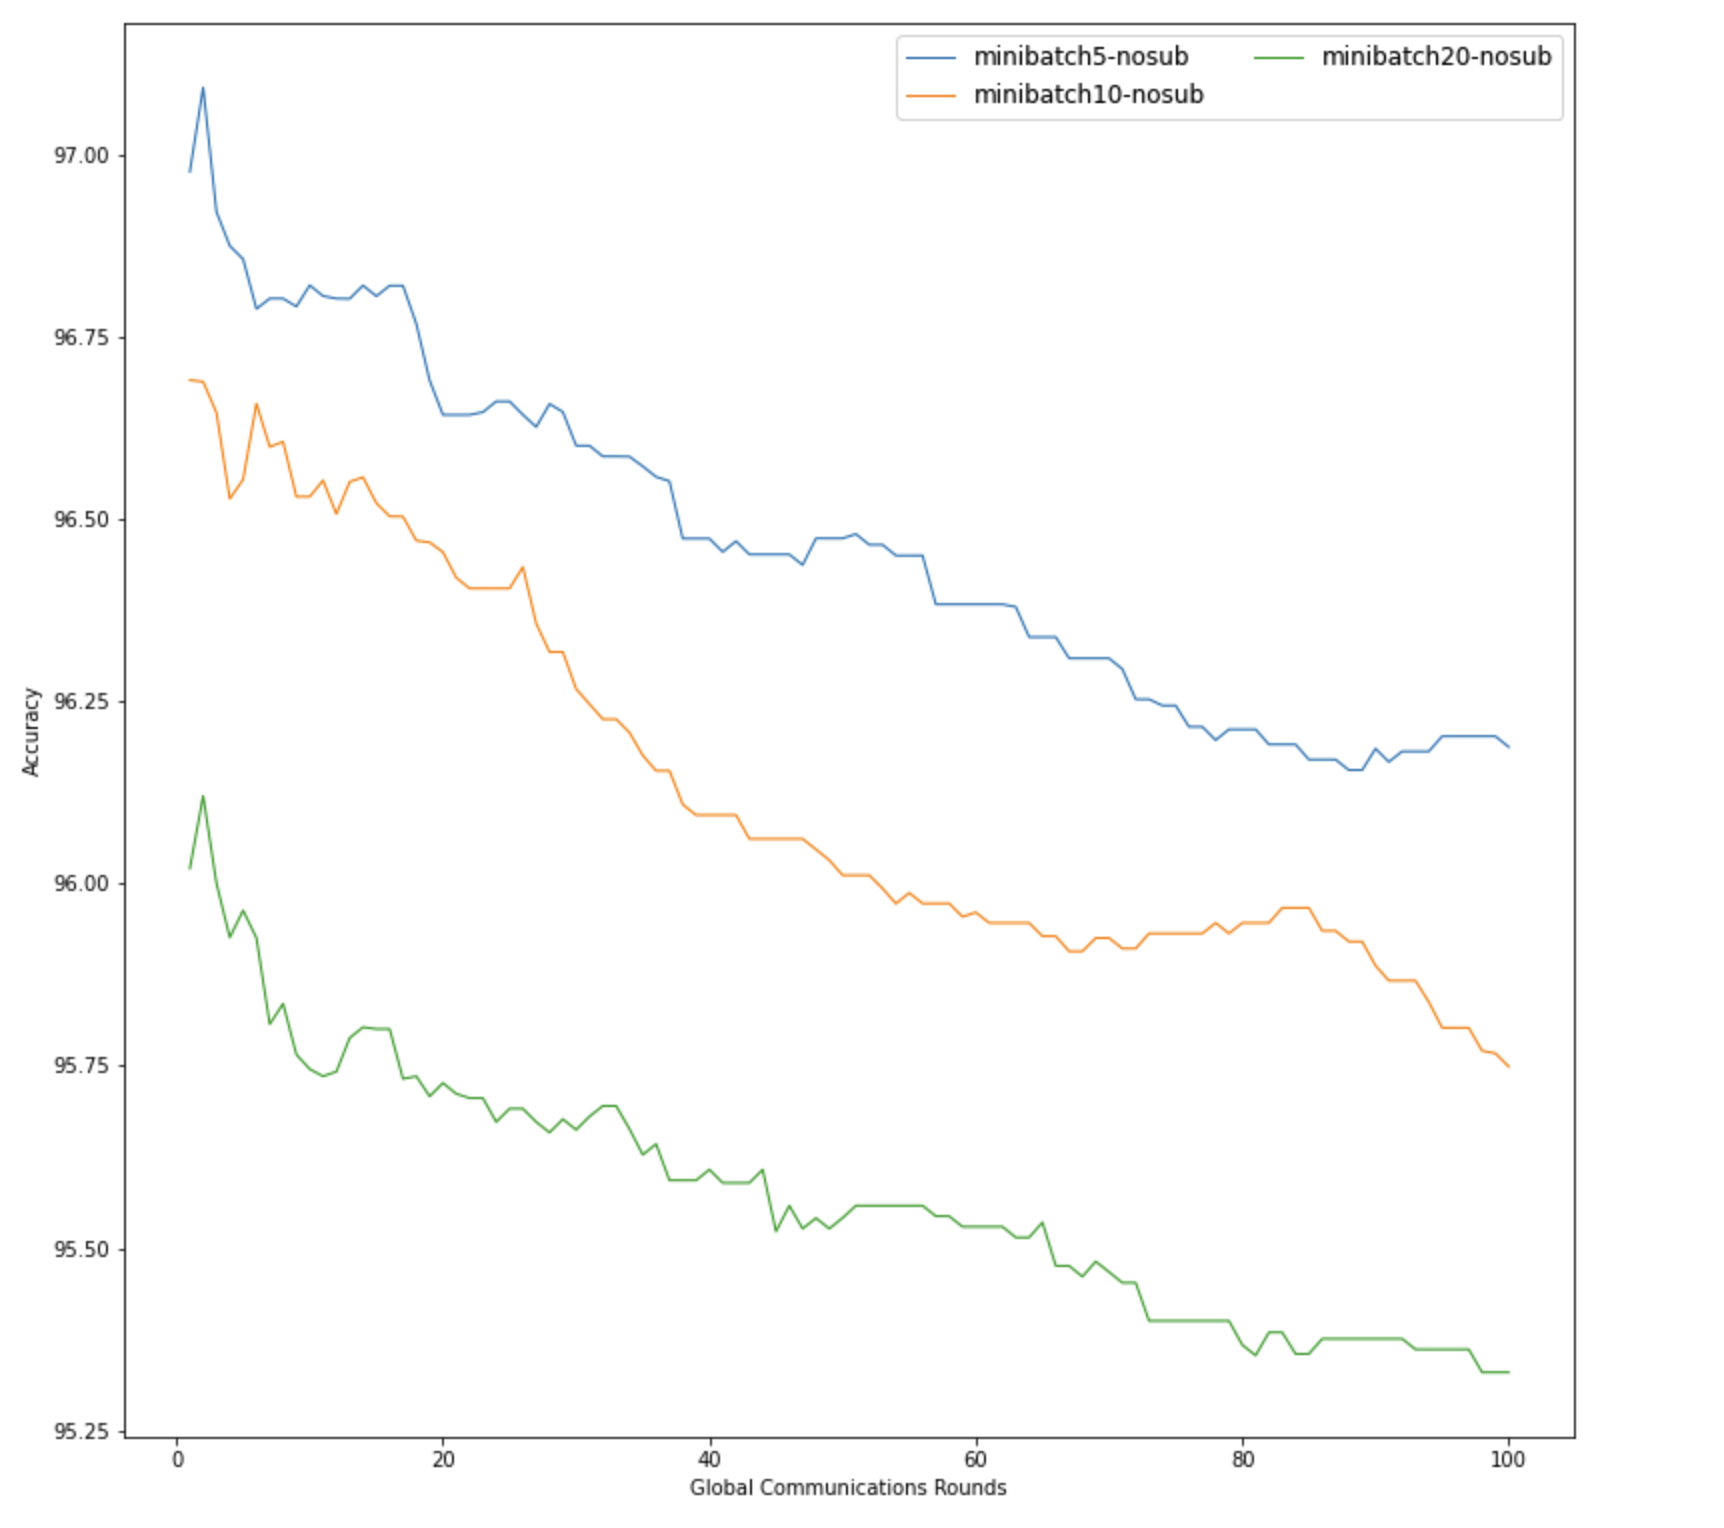 minibatch5-nosub
minibatch10-nosub
minibatch20-nosub
97.00
96.75
96.50
96.25
96.00
95.75
95.50
95.25
Accuracy
0 20 40 60 80 100
Global Communications Rounds